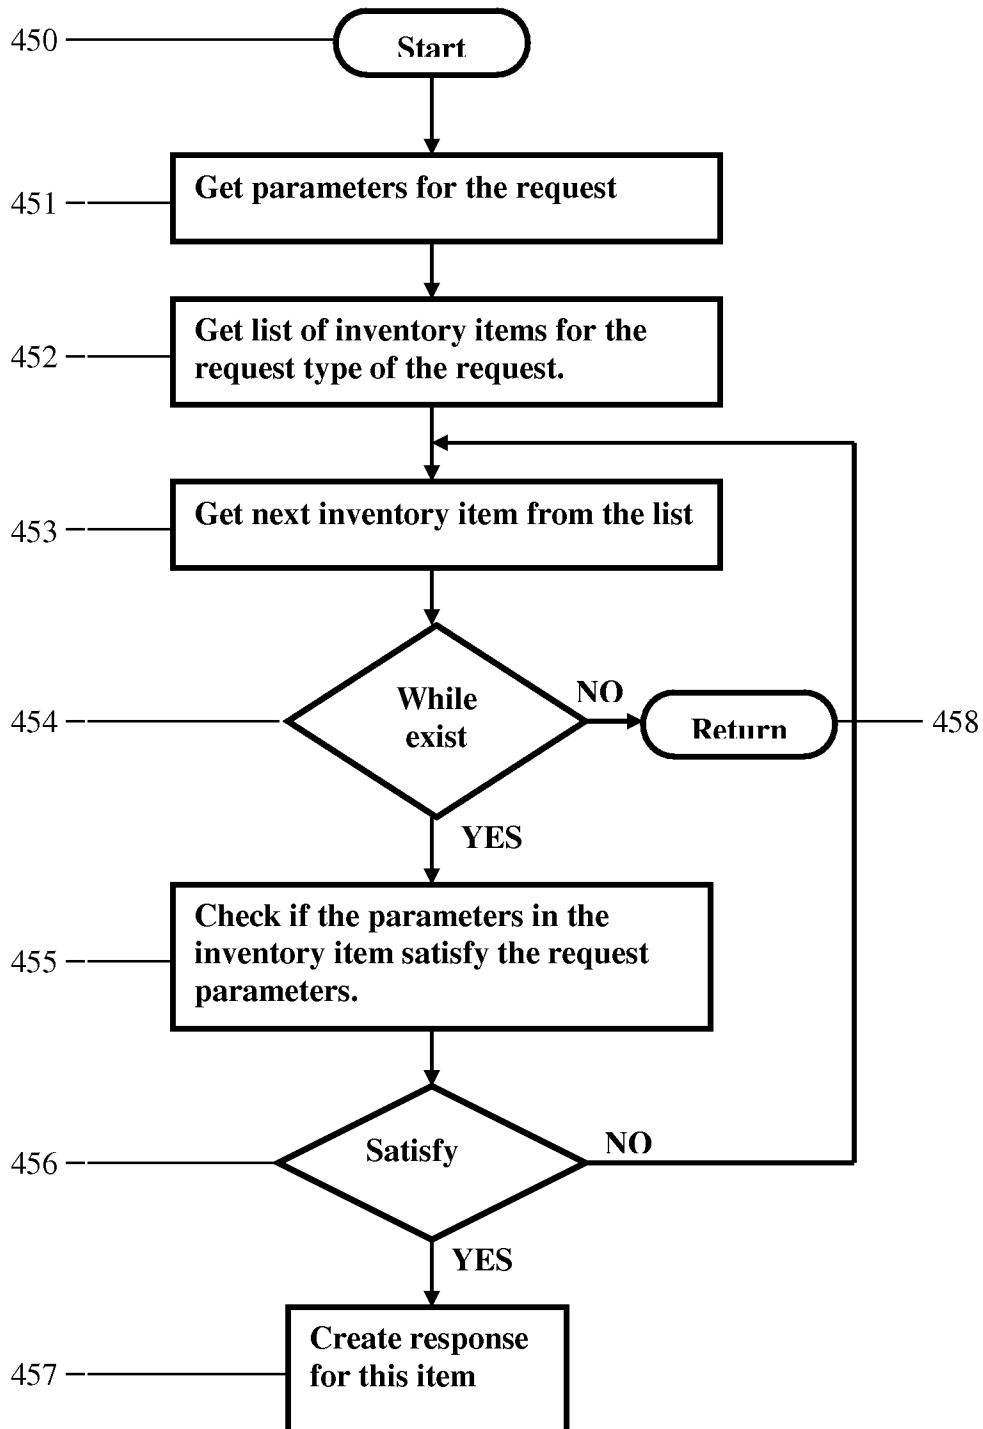 450
Start
451
Get parameters for the request
452
Get list of inventory items for the
request type of the request.
453
Get next inventory item from the list
454
While
exist
NO
Return
458
YES
455
Check if the parameters in the
inventory item satisfy the request
parameters.
456
Satisfy
NO
YES
457
Create response
for this item